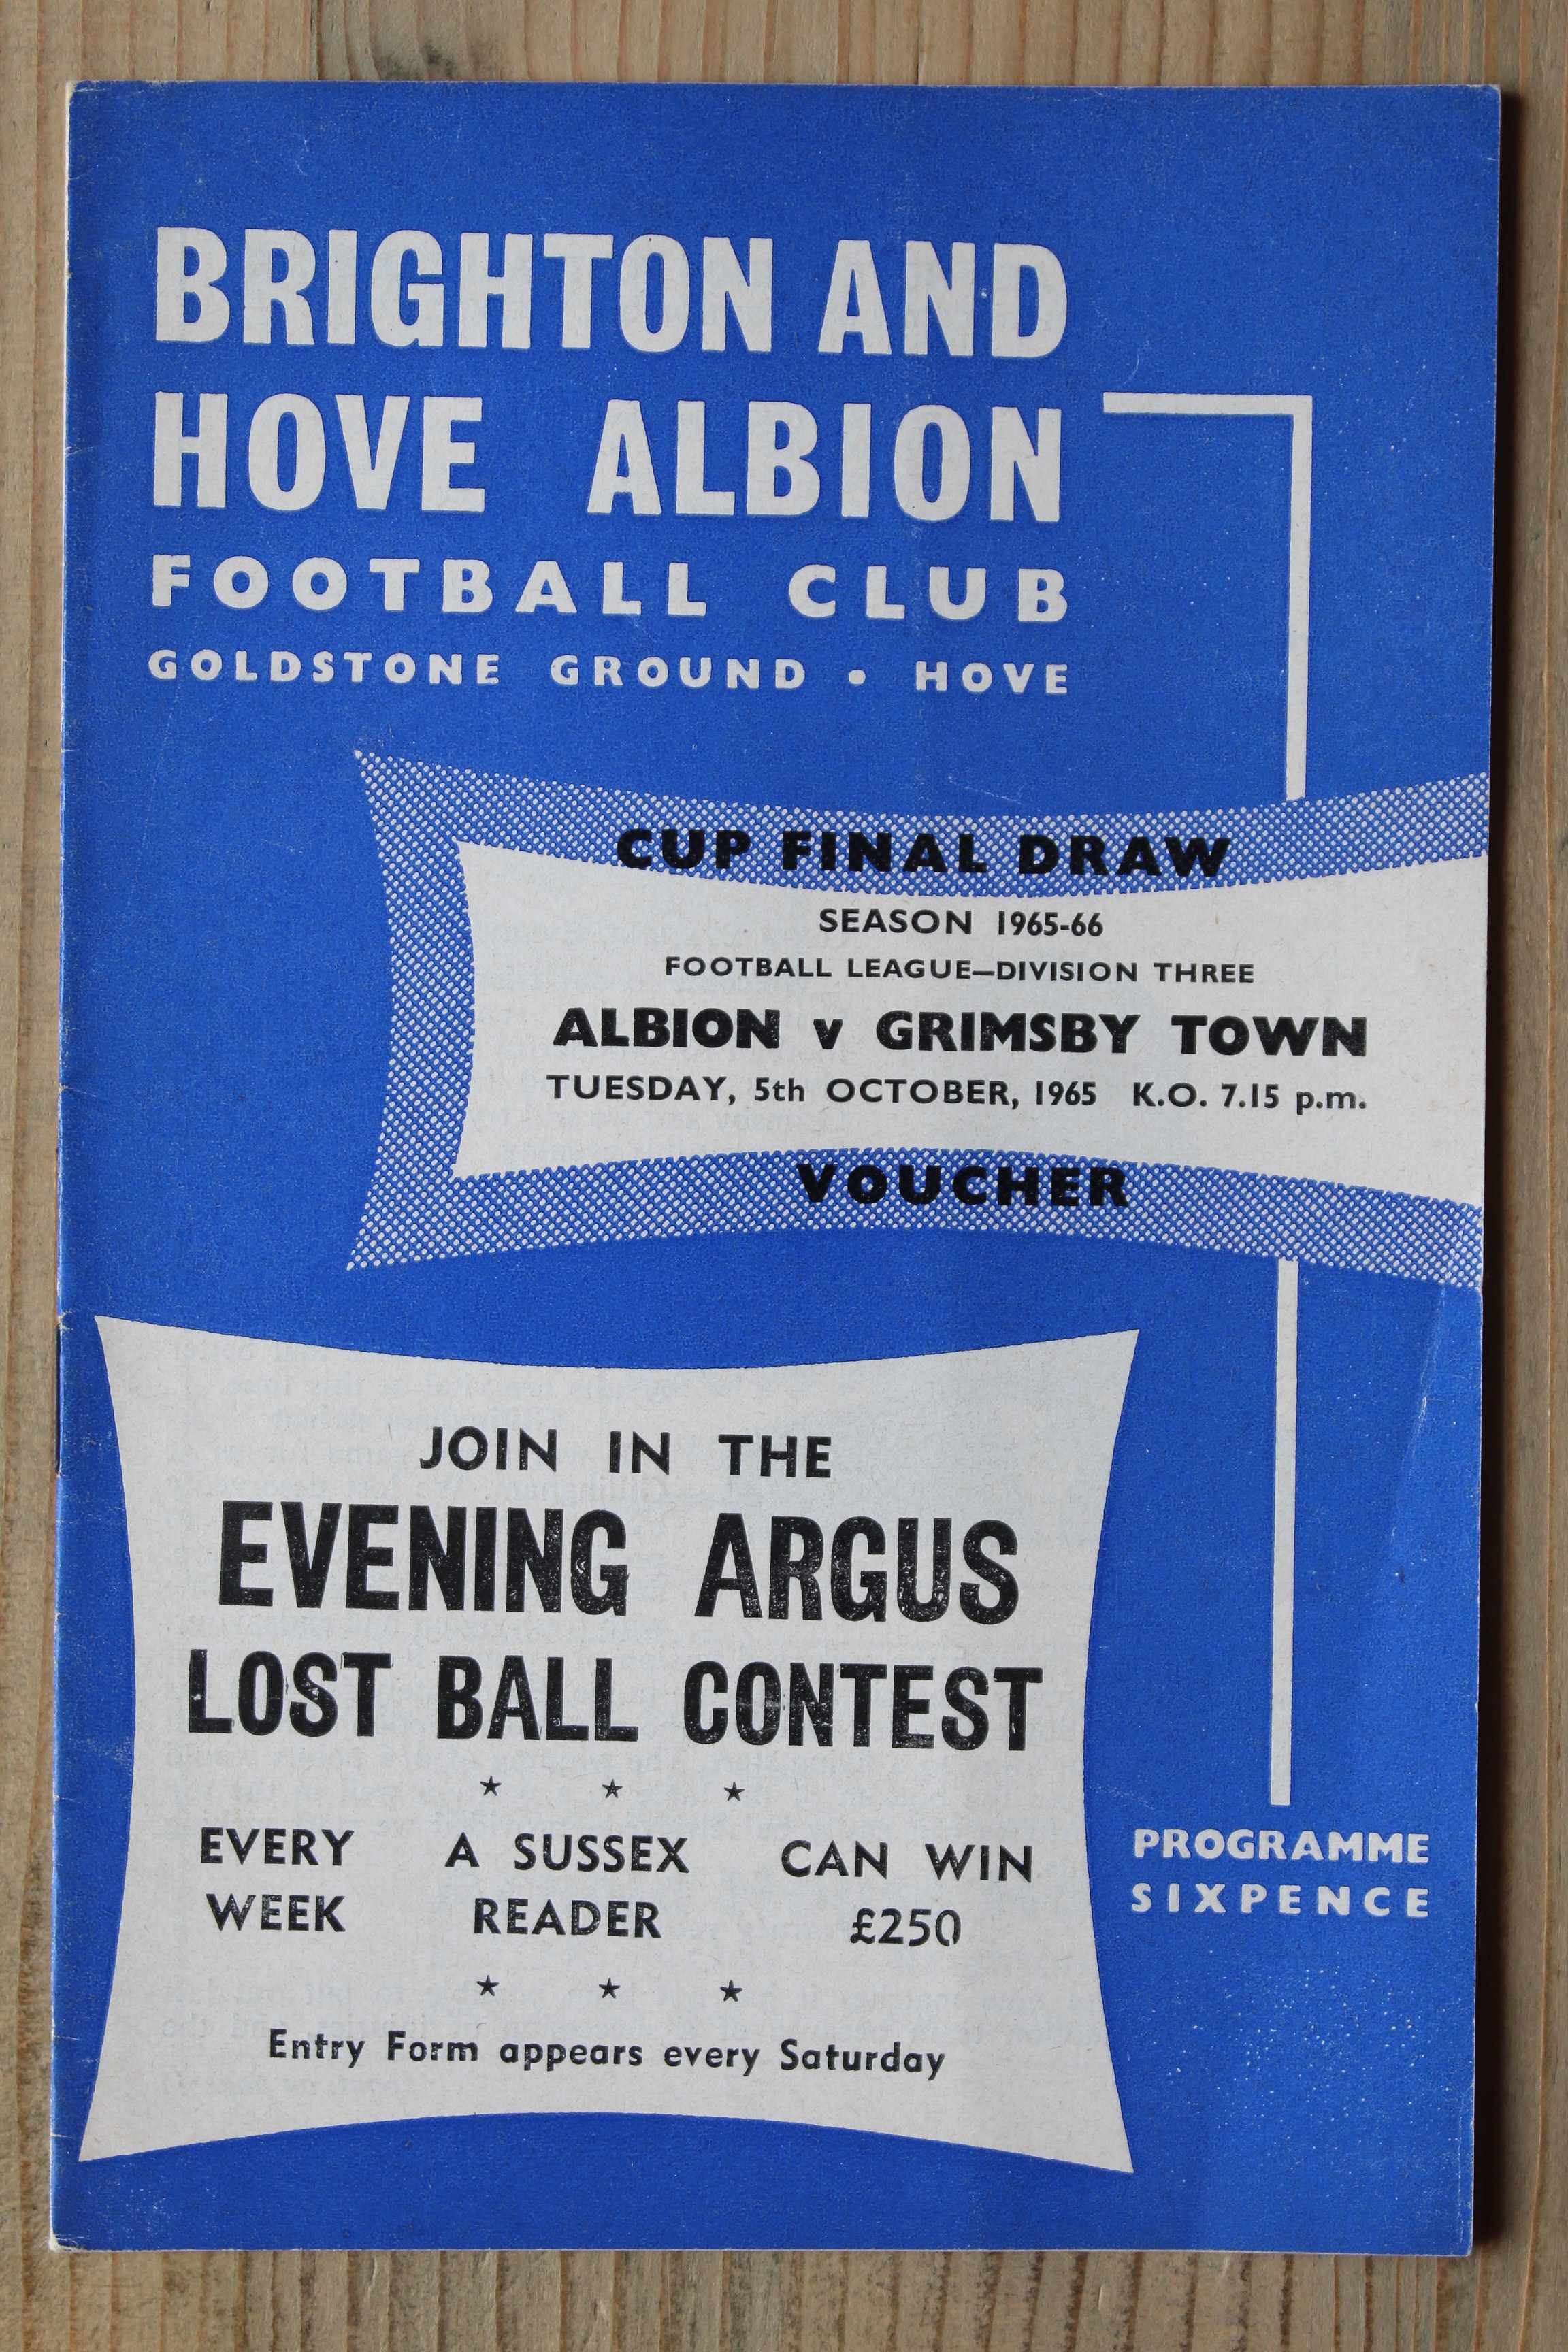 BRIGHTON AND
HOVE ALBION
FOOTBALL CLUB
GOLDSTONE GROUND • HOVE
CUP FINAL DRAW
SEASON 1965-66
FOOTBALL LEAGUE—DIVISION THREE
ALBION v GRIMSBY TOWN
TUESDAY, 5th OCTOBER, 1965 K.O. 7.15 p.m.
VOUCHER
JOIN IN THE
EVENING ARGUS
LOST BALL CONTEST
★ ★ ★
EVERY A SUSSEX CAN WIN
WEEK READER £250
★ ★ ★
Entry Form appears every Saturday
PROGRAMME
SIXPENCE